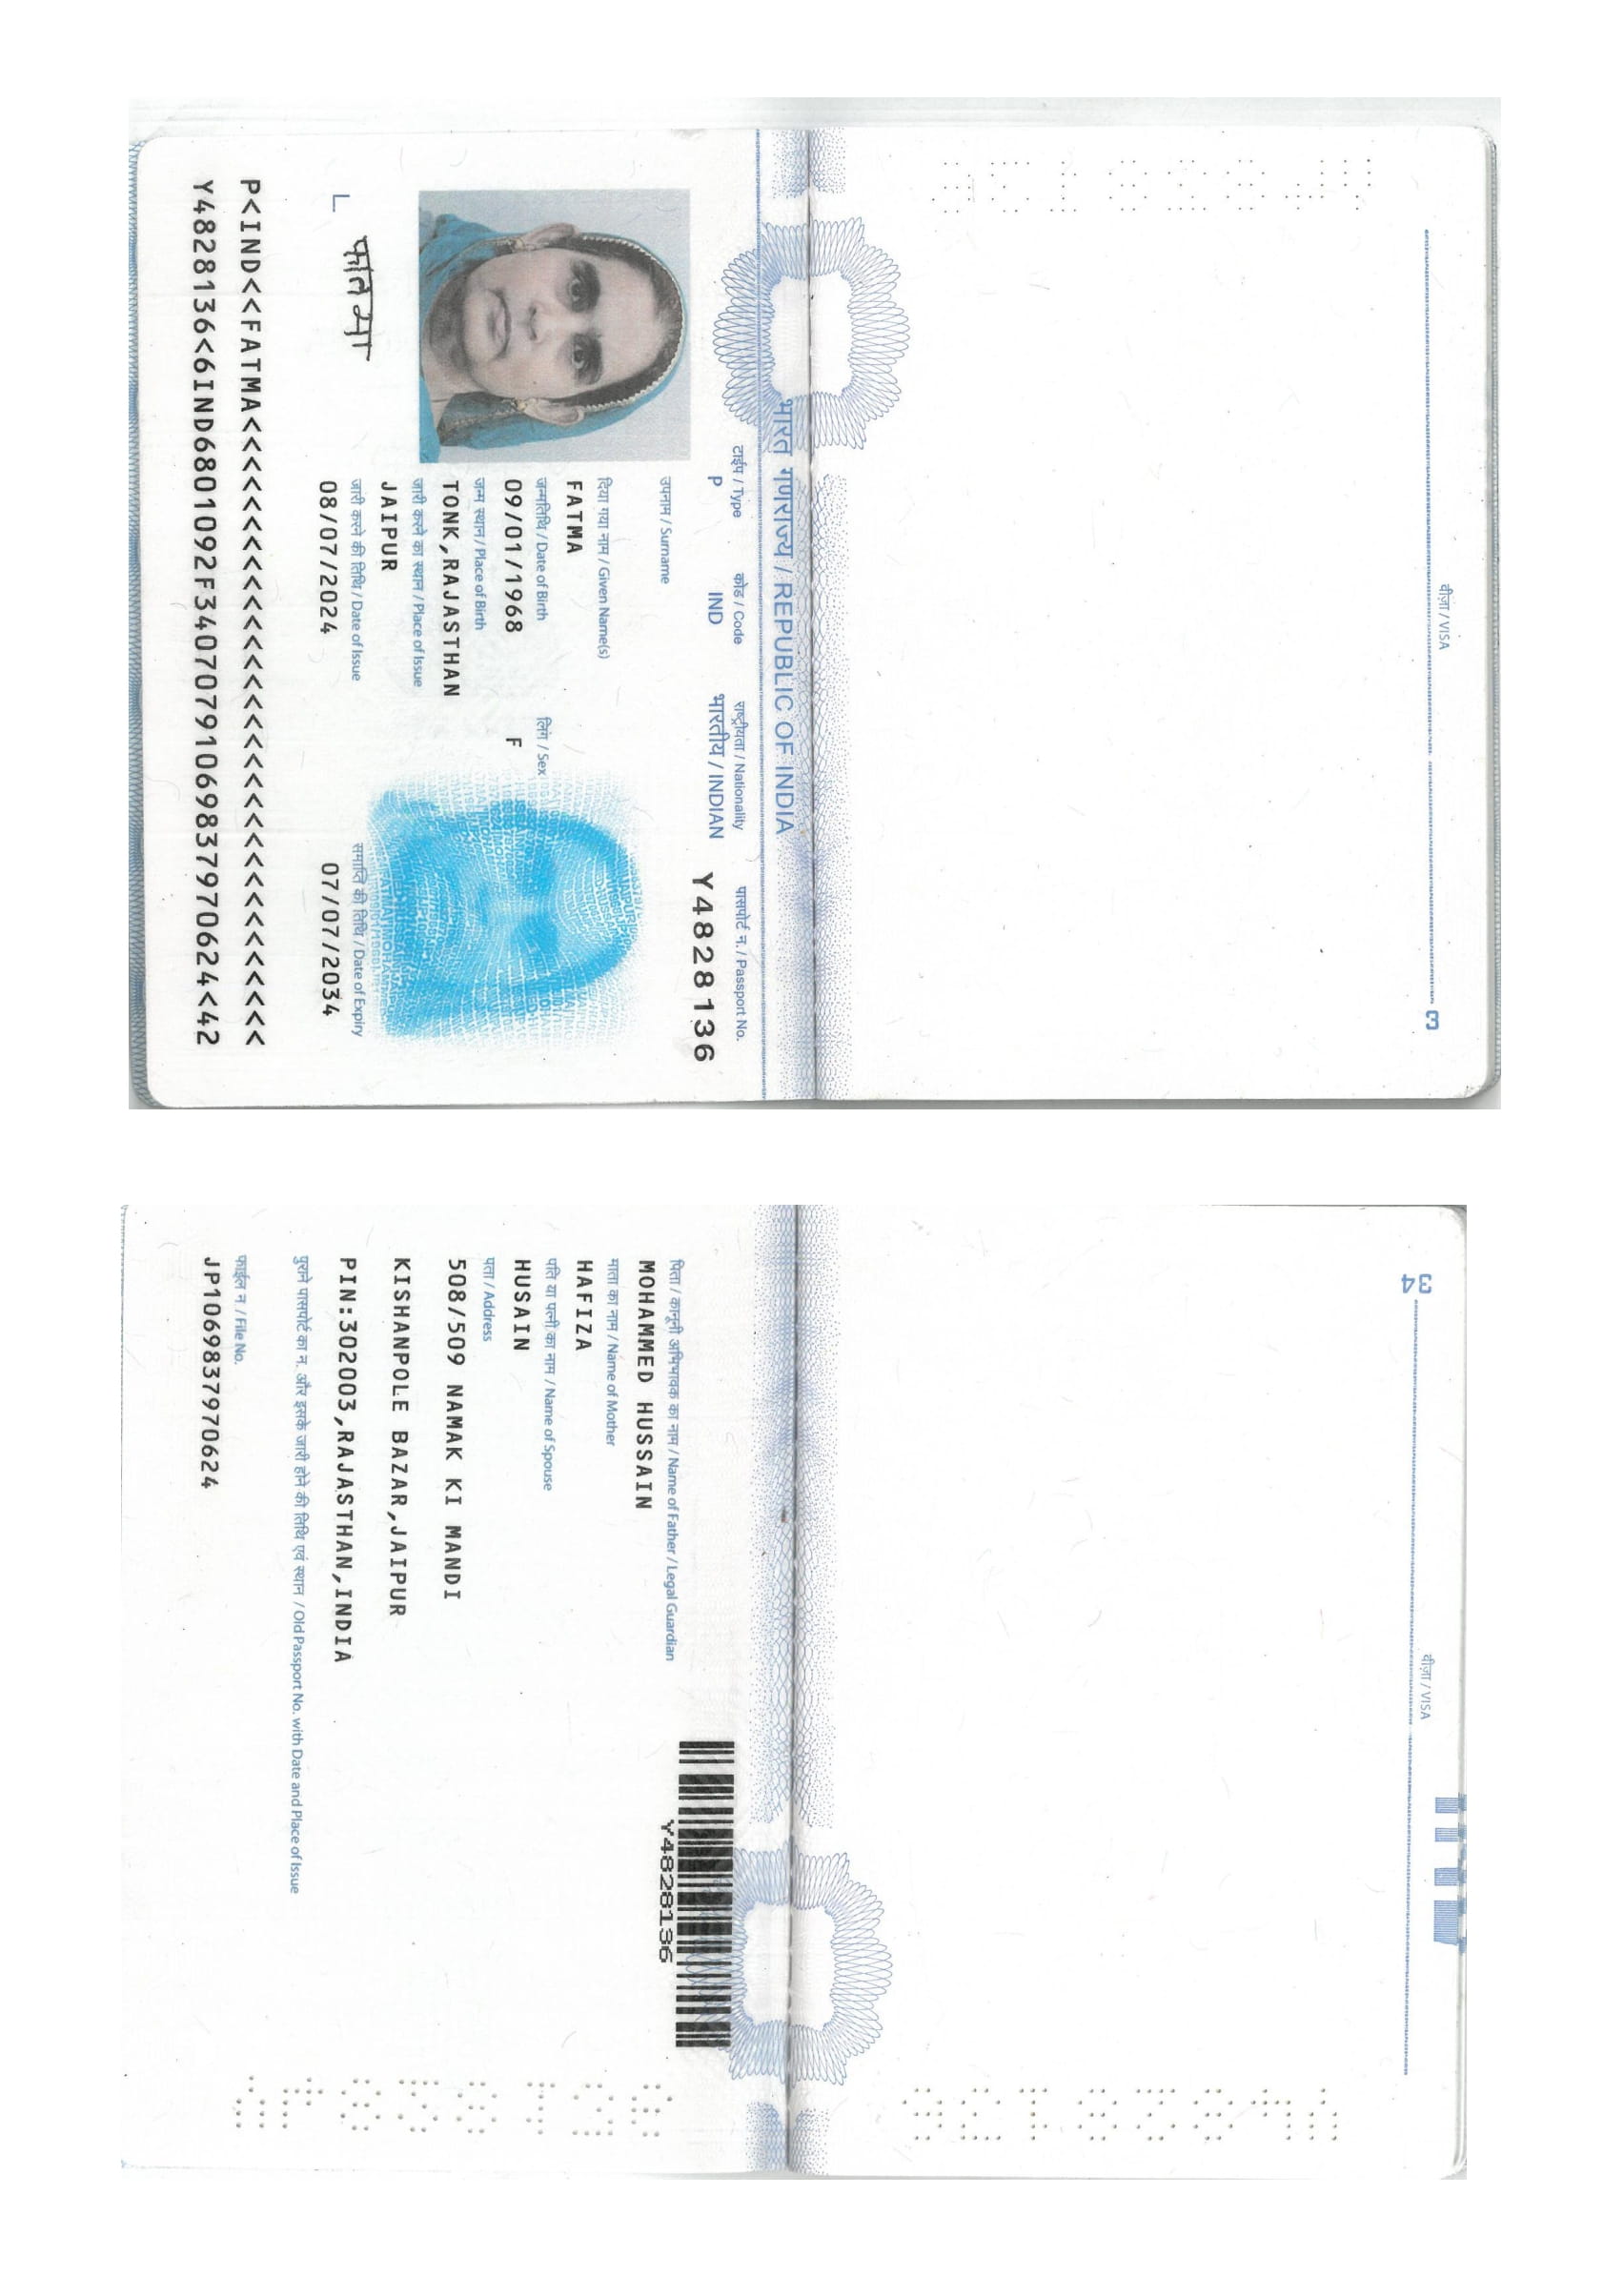 भारत गणराज्य / REPUBLIC OF INDIA
टाईप / Type
कोड / Code
राष्ट्रीयता / Nationality
पासपोर्ट न. / Passport No.
P
IND
भारतीय / INDIAN
Y4828136
उपनाम / Surname
दिया गया नाम / Given Name(s)
FATMA
जन्मतिथि / Date of Birth
लिंग / Sex
09/01/1968
F
जन्म स्थान / Place of Birth
TONK,RAJASTHAN
जारी करने का स्थान / Place of Issue
JAIPUR
जारी करने की तिथि / Date of Issue
समाप्ति की तिथि / Date of Expiry
08/07/2024
07/07/2034
फातमा
P<IND<<FATMA<<<<<<<<<<<<<<<<<<<<<<<<<<<<<<<<
Y4828136<6IND6801092F34070791069837970624<42
वीज़ा / VISA
3
Y4828136
पिता / कानूनी अभिभावक का नाम / Name of Father / Legal Guardian
MOHAMMED HUSSAIN
माता का नाम / Name of Mother
HAFIZA
पति या पत्नी का नाम / Name of Spouse
HUSAIN
पता / Address
508/509 NAMAK KI MANDI
KISHANPOLE BAZAR,JAIPUR
PIN:302003,RAJASTHAN,INDIA
पुराने पासपोर्ट का न. और इसके जारी होने की तिथि एवं स्थान / Old Passport No. with Date and Place of Issue
फाईल न / File No.
JP1069837970624
Y4828136
Y4828136
34
वीज़ा / VISA
Y4828136